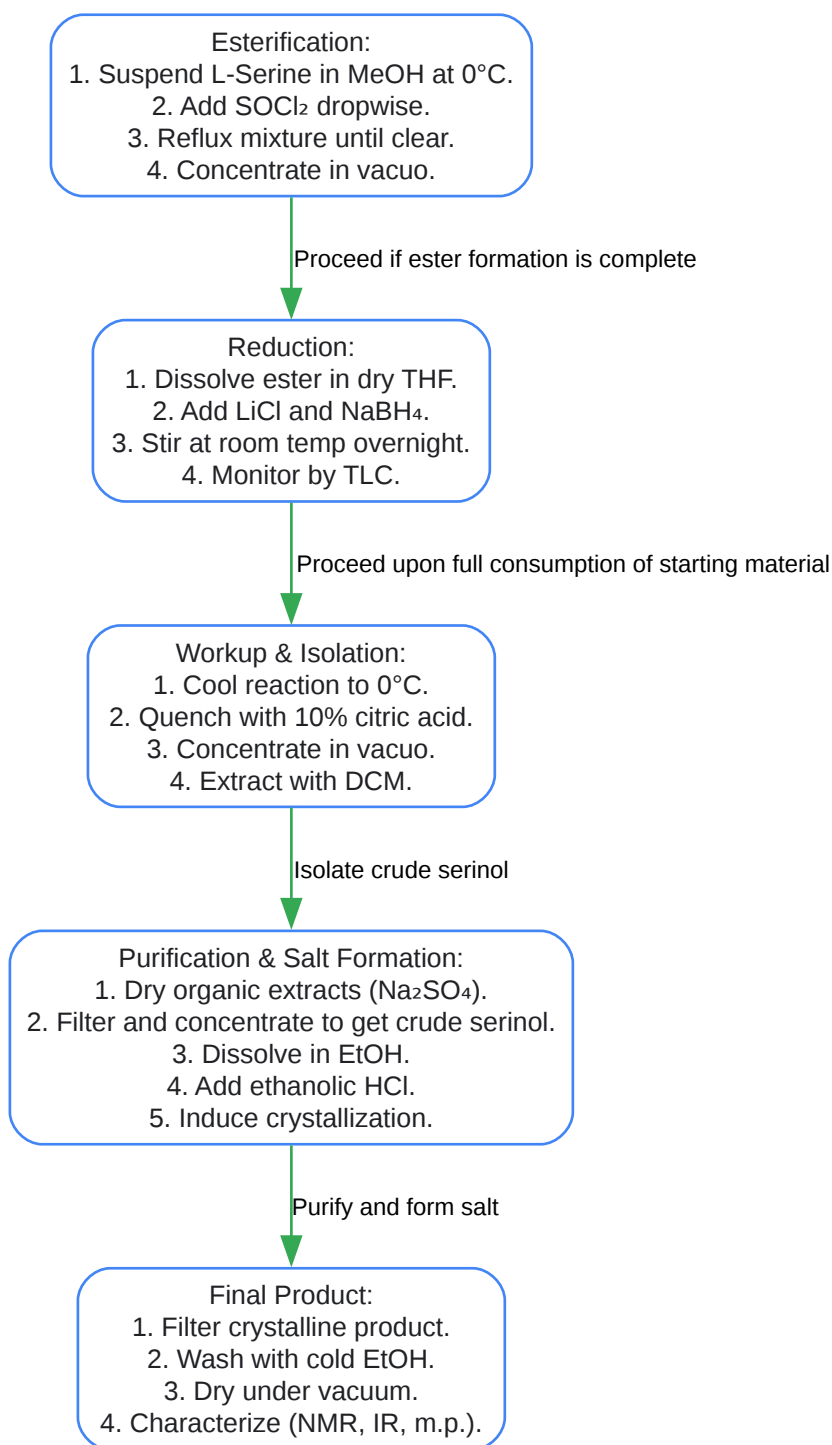 Esterification:
1. Suspend L-Serine in MeOH at 0°C.
2. Add SOCl₂ dropwise.
3. Reflux mixture until clear.
4. Concentrate in vacuo.
Proceed if ester formation is complete
Reduction:
1. Dissolve ester in dry THF.
2. Add LiCl and NaBH₄.
3. Stir at room temp overnight.
4. Monitor by TLC.
Proceed upon full consumption of starting material
Workup & Isolation:
1. Cool reaction to 0°C.
2. Quench with 10% citric acid.
3. Concentrate in vacuo.
4. Extract with DCM.
Isolate crude serinol
Purification & Salt Formation:
1. Dry organic extracts (Na₂SO₄).
2. Filter and concentrate to get crude serinol.
3. Dissolve in EtOH.
4. Add ethanolic HCl.
5. Induce crystallization.
Purify and form salt
Final Product:
1. Filter crystalline product.
2. Wash with cold EtOH.
3. Dry under vacuum.
4. Characterize (NMR, IR, m.p.).